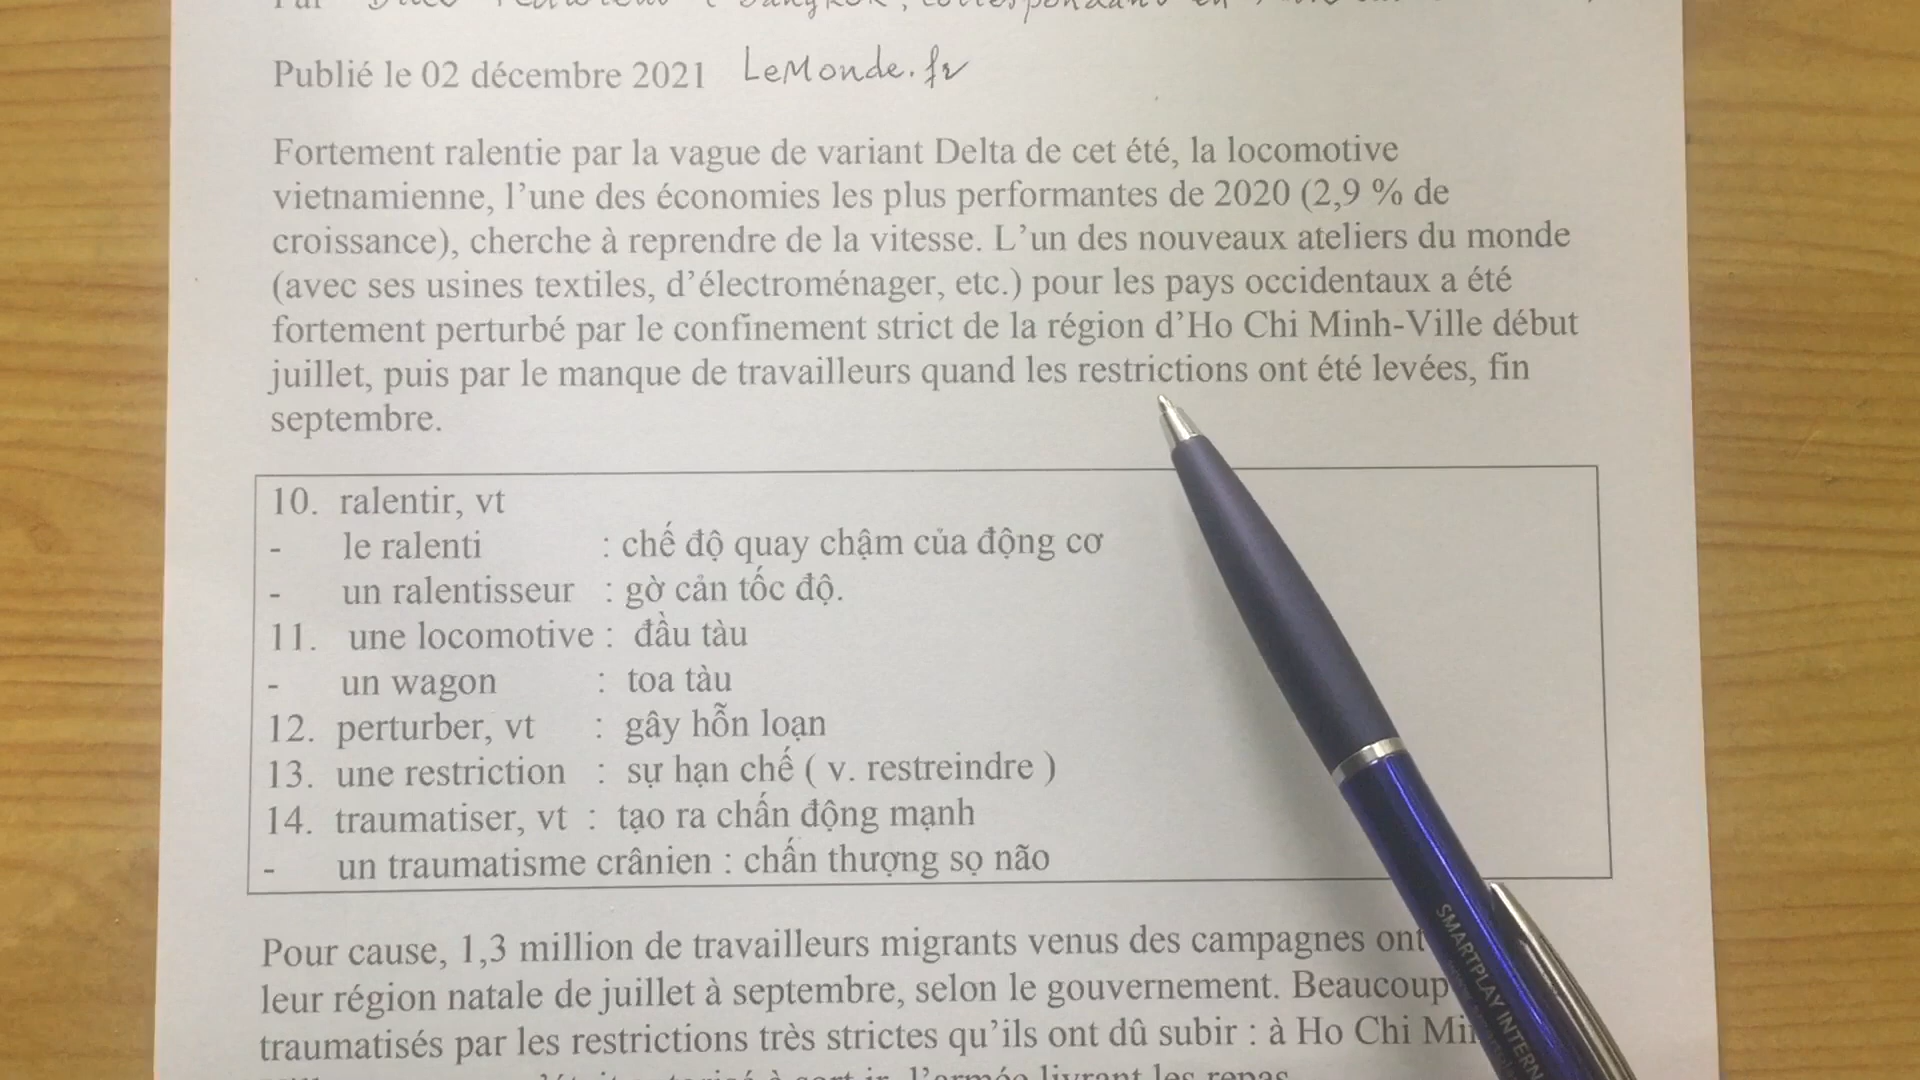 Publié le 02 décembre 2021 LeMonde.fr
Fortement ralentie par la vague de variant Delta de cet été, la locomotive
vietnamienne, l'une des économies les plus performantes de 2020 (2,9 % de
croissance), cherche à reprendre de la vitesse. L'un des nouveaux ateliers du monde
(avec ses usines textiles, d'électroménager, etc.) pour les pays occidentaux a été
fortement perturbé par le confinement strict de la région d'Ho Chi Minh-Ville début
juillet, puis par le manque de travailleurs quand les restrictions ont été levées, fin
septembre.
10. ralentir, vt
- le ralenti : chế độ quay chậm của động cơ
- un ralentisseur : gờ cản tốc độ.
11. une locomotive : đầu tàu
- un wagon : toa tàu
12. perturber, vt : gây hỗn loạn
13. une restriction : sự hạn chế ( v. restreindre )
14. traumatiser, vt : tạo ra chấn động mạnh
- un traumatisme crânien : chấn thượng sọ não
Pour cause, 1,3 million de travailleurs migrants venus des campagnes ont
leur région natale de juillet à septembre, selon le gouvernement. Beaucoup
traumatisés par les restrictions très strictes qu'ils ont dû subir : à Ho Chi
l'armée livrant les repas
SMARTPLAY